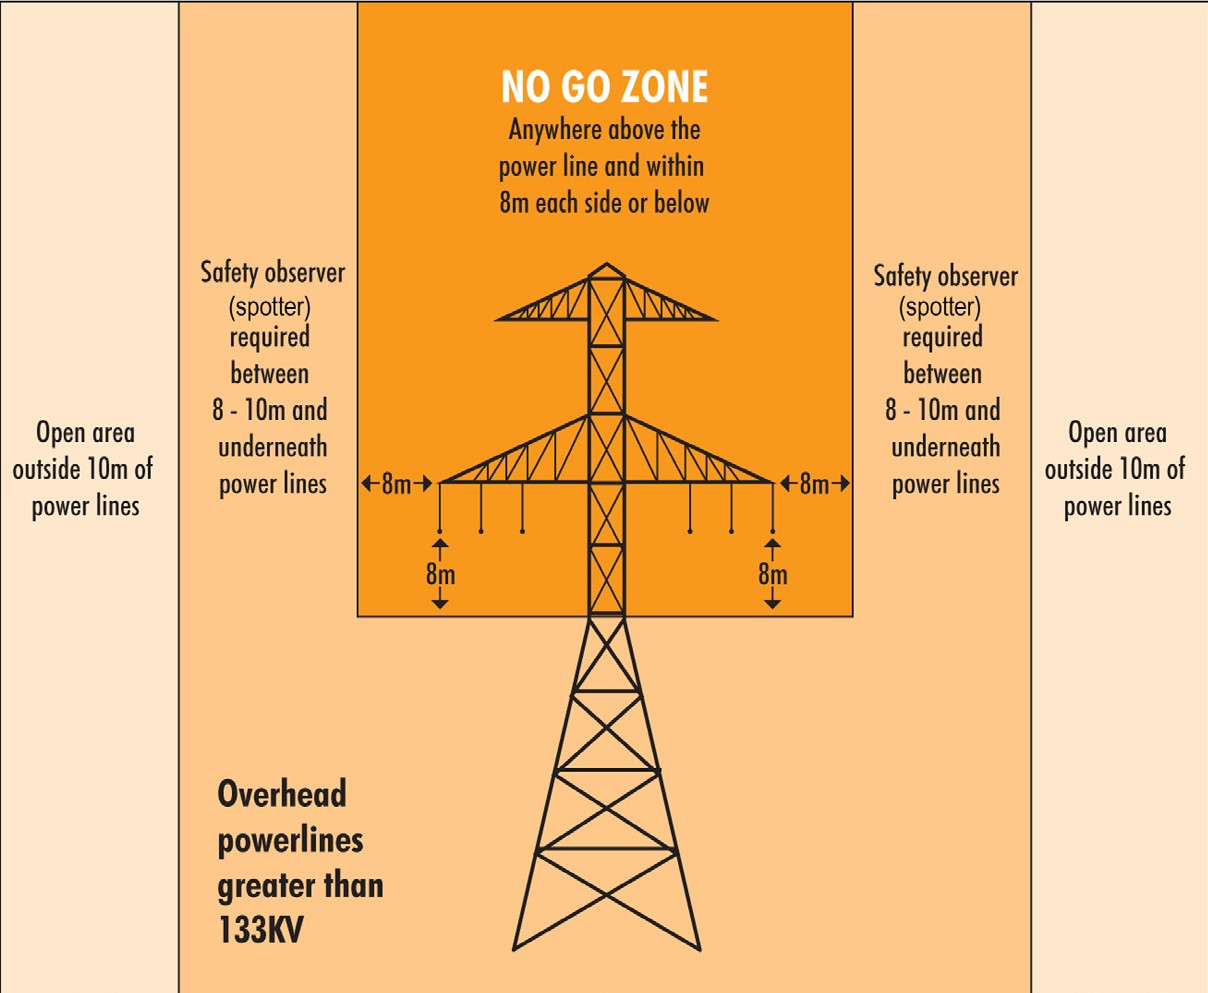 NO GO ZONE
Anywhere above the
power line and within
8m each side or below
Safety observer
(spotter)
required
between
8 - 10m and
underneath
power lines
Safety observer
(spotter)
required
between
8 - 10m and
underneath
power lines
Open area
outside 10m of
power lines
Open area
outside 10m of
power lines
8m
8m
8m
8m
Overhead
powerlines
greater than
133KV